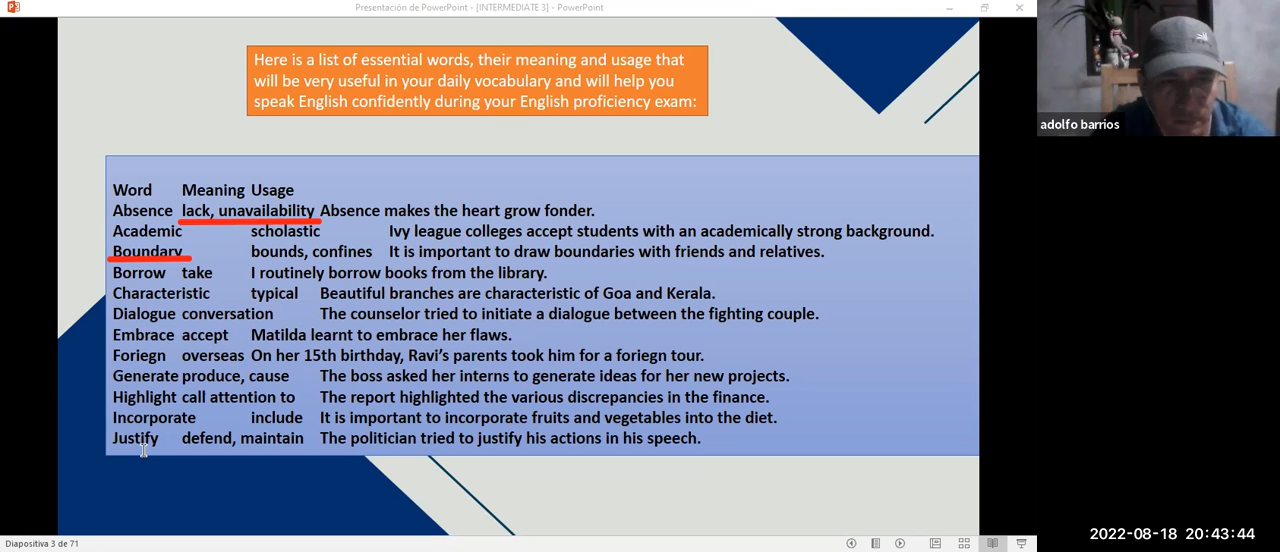 Presentación de PowerPoint - [INTERMEDIATE 3] - PowerPoint
Here is a list of essential words, their meaning and usage that
will be very useful in your daily vocabulary and will help you
speak English confidently during your English proficiency exam:
Word Meaning Usage
Absence lack, unavailability Absence makes the heart grow fonder.
Academic scholastic Ivy league colleges accept students with an academically strong background.
Boundary bounds, confines It is important to draw boundaries with friends and relatives.
Borrow take I routinely borrow books from the library.
Characteristic typical Beautiful branches are characteristic of Goa and Kerala.
Dialogue conversation The counselor tried to initiate a dialogue between the fighting couple.
Embrace accept Matilda learnt to embrace her flaws.
Foriegn overseas On her 15th birthday, Ravi's parents took him for a foriegn tour.
Generate produce, cause The boss asked her interns to generate ideas for her new projects.
Highlight call attention to The report highlighted the various discrepancies in the finance.
Incorporate include It is important to incorporate fruits and vegetables into the diet.
Justify defend, maintain The politician tried to justify his actions in his speech.
Diapositiva 3 de 71
adolfo barrios
2022-08-18 20:43:44